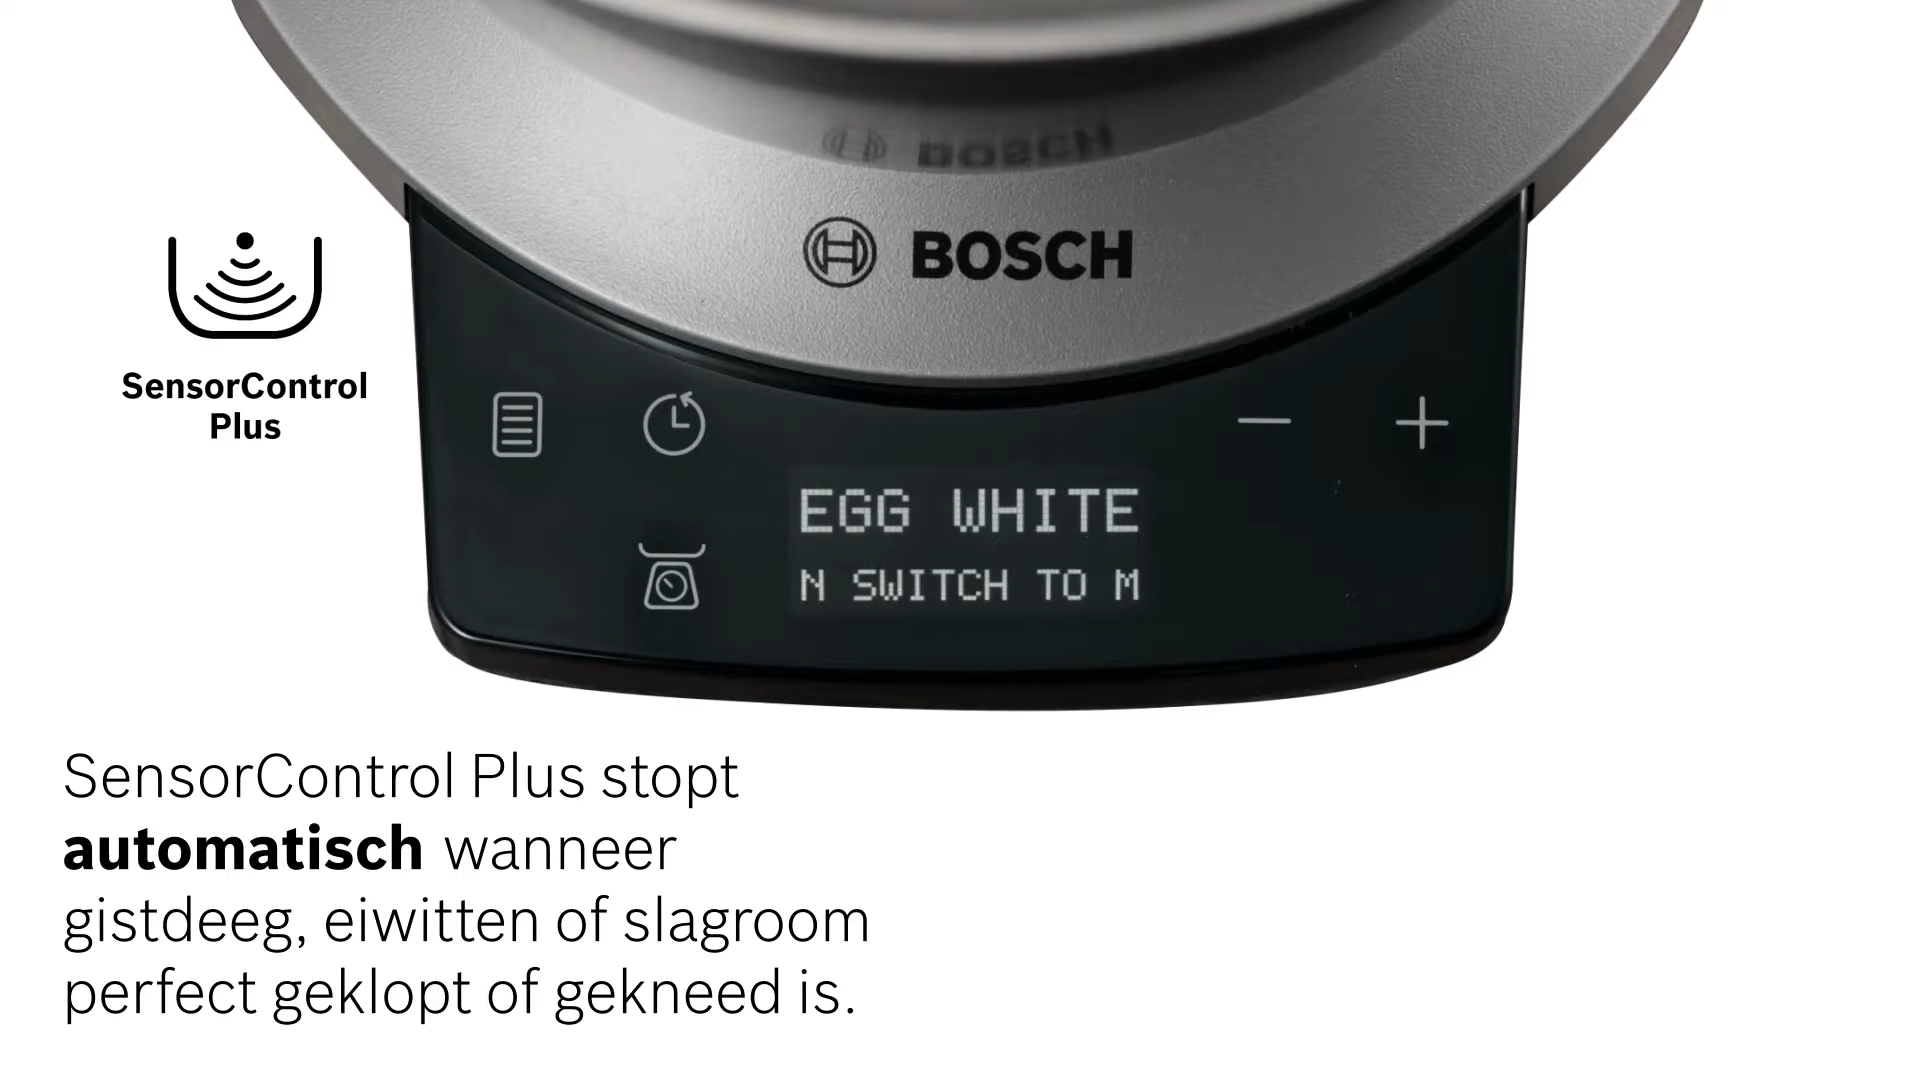 BOSCH
BOSCH
SensorControl
Plus
EGG WHITE
N SWITCH TO M
SensorControl Plus stopt
automatisch wanneer
gistdeeg, eiwitten of slagroom
perfect geklopt of gekneed is.